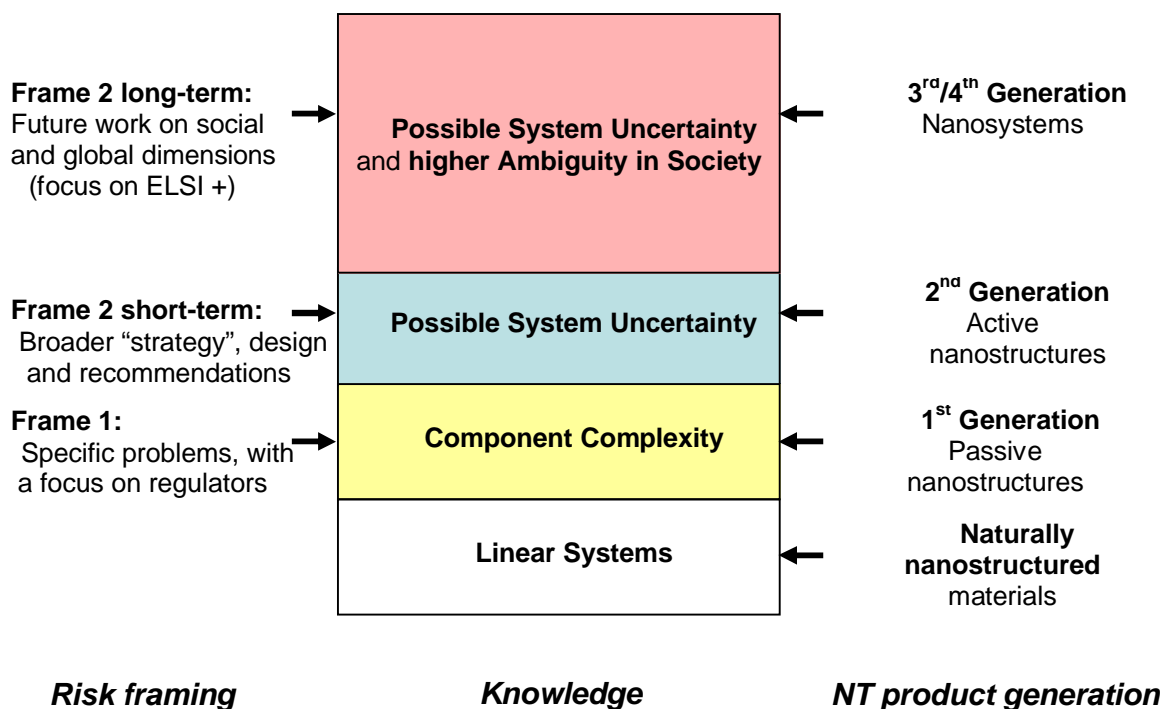 Frame 2 long-term:
Future work on social
and global dimensions
(focus on ELSI +)
Possible System Uncertainty
and higher Ambiguity in Society
3rd/4th Generation
Nanosystems
Frame 2 short-term:
Broader “strategy”, design
and recommendations
Possible System Uncertainty
2nd Generation
Active
nanostructures
Frame 1:
Specific problems, with
a focus on regulators
Component Complexity
1st Generation
Passive
nanostructures
Linear Systems
Naturally
nanostructured
materials
Risk framing
Knowledge
NT product generation